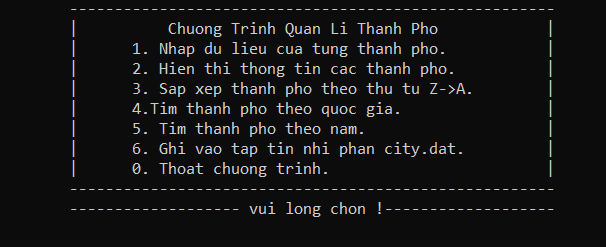 ------------------------------------------------------
| Chuong Trinh Quan Li Thanh Pho |
| 1. Nhap du lieu cua tung thanh pho. |
| 2. Hien thi thong tin cac thanh pho. |
| 3. Sap xep thanh pho theo thu tu Z->A. |
| 4.Tim thanh pho theo quoc gia. |
| 5. Tim thanh pho theo nam. |
| 6. Ghi vao tap tin nhi phan city.dat. |
| 0. Thoat chuong trinh. |
------------------------------------------------------
------------------- vui long chon !-------------------